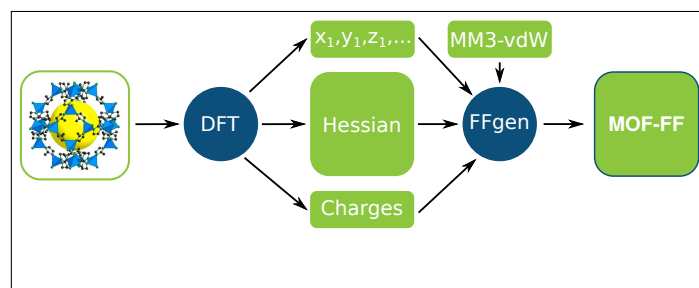 x₁,y₁,z₁,...
MM3-vdW
DFT
Hessian
FFgen
MOF-FF
Charges